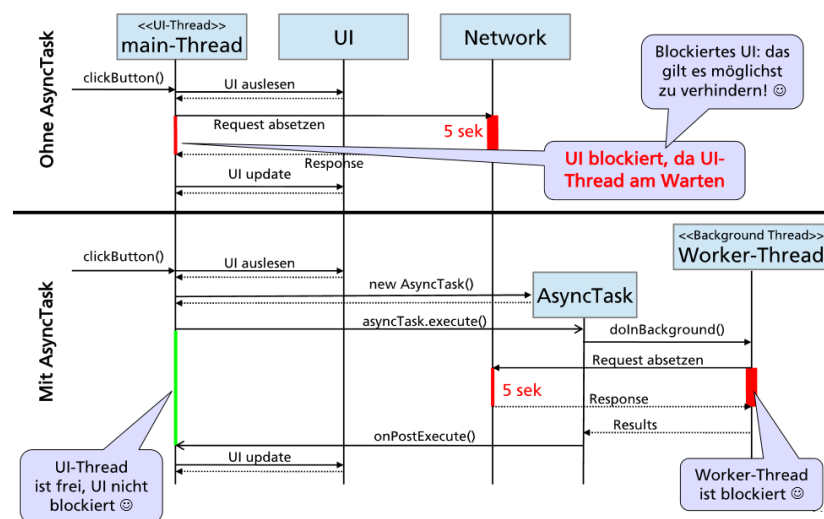 <<UI-Thread>>
main-Thread
UI
Network
Blockiertes UI: das
gilt es möglichst
zu verhindern! ☺
Ohne AsyncTask
clickButton()
UI auslesen
Request absetzen
5 sek
UI blockiert, da UI-
Thread am Warten
Response
UI update
<<Background Thread>>
Worker-Thread
Mit AsyncTask
clickButton()
UI auslesen
new AsyncTask()
AsyncTask
asyncTask.execute()
doInBackground()
Request absetzen
5 sek
Response
Results
onPostExecute()
UI update
UI-Thread
ist frei, UI nicht
blockiert ☺
Worker-Thread
ist blockiert ☺